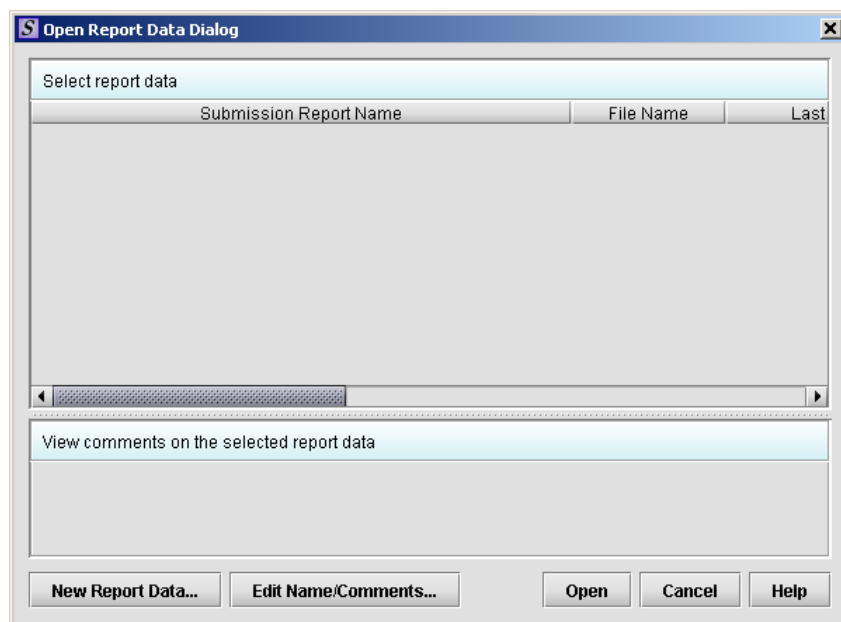 S Open Report Data Dialog
Select report data
Submission Report Name File Name Last
View comments on the selected report data
New Report Data... Edit Name/Comments... Open Cancel Help